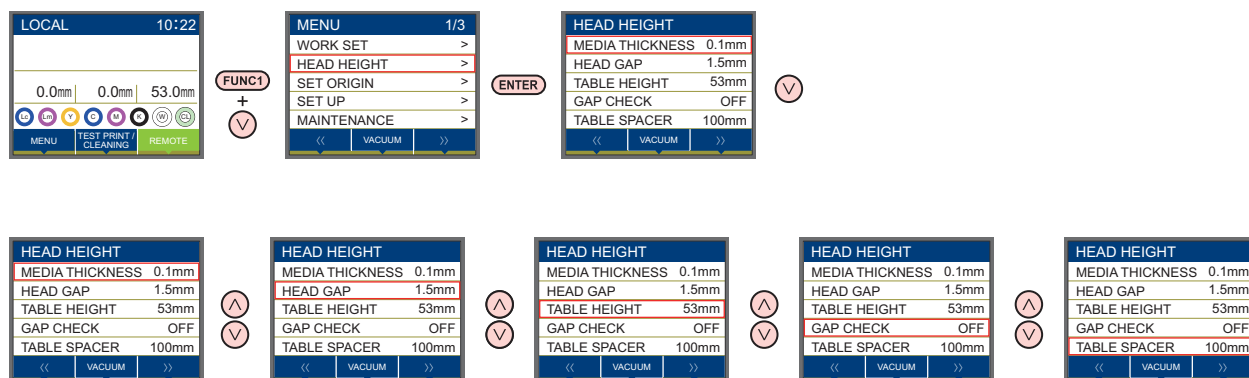 LOCAL 10:22
0.0mm 0.0mm 53.0mm
Lc Lm Y C M K W CL
MENU TEST PRINT / CLEANING REMOTE
FUNC1
+
MENU 1/3
WORK SET >
HEAD HEIGHT >
SET ORIGIN >
SET UP >
MAINTENANCE >
<< VACUUM >>
ENTER
HEAD HEIGHT
MEDIA THICKNESS 0.1mm
HEAD GAP 1.5mm
TABLE HEIGHT 53mm
GAP CHECK OFF
TABLE SPACER 100mm
<< VACUUM >>
HEAD HEIGHT
MEDIA THICKNESS 0.1mm
HEAD GAP 1.5mm
TABLE HEIGHT 53mm
GAP CHECK OFF
TABLE SPACER 100mm
<< VACUUM >>
HEAD HEIGHT
MEDIA THICKNESS 0.1mm
HEAD GAP 1.5mm
TABLE HEIGHT 53mm
GAP CHECK OFF
TABLE SPACER 100mm
<< VACUUM >>
HEAD HEIGHT
MEDIA THICKNESS 0.1mm
HEAD GAP 1.5mm
TABLE HEIGHT 53mm
GAP CHECK OFF
TABLE SPACER 100mm
<< VACUUM >>
HEAD HEIGHT
MEDIA THICKNESS 0.1mm
HEAD GAP 1.5mm
TABLE HEIGHT 53mm
GAP CHECK OFF
TABLE SPACER 100mm
<< VACUUM >>
HEAD HEIGHT
MEDIA THICKNESS 0.1mm
HEAD GAP 1.5mm
TABLE HEIGHT 53mm
GAP CHECK OFF
TABLE SPACER 100mm
<< VACUUM >>